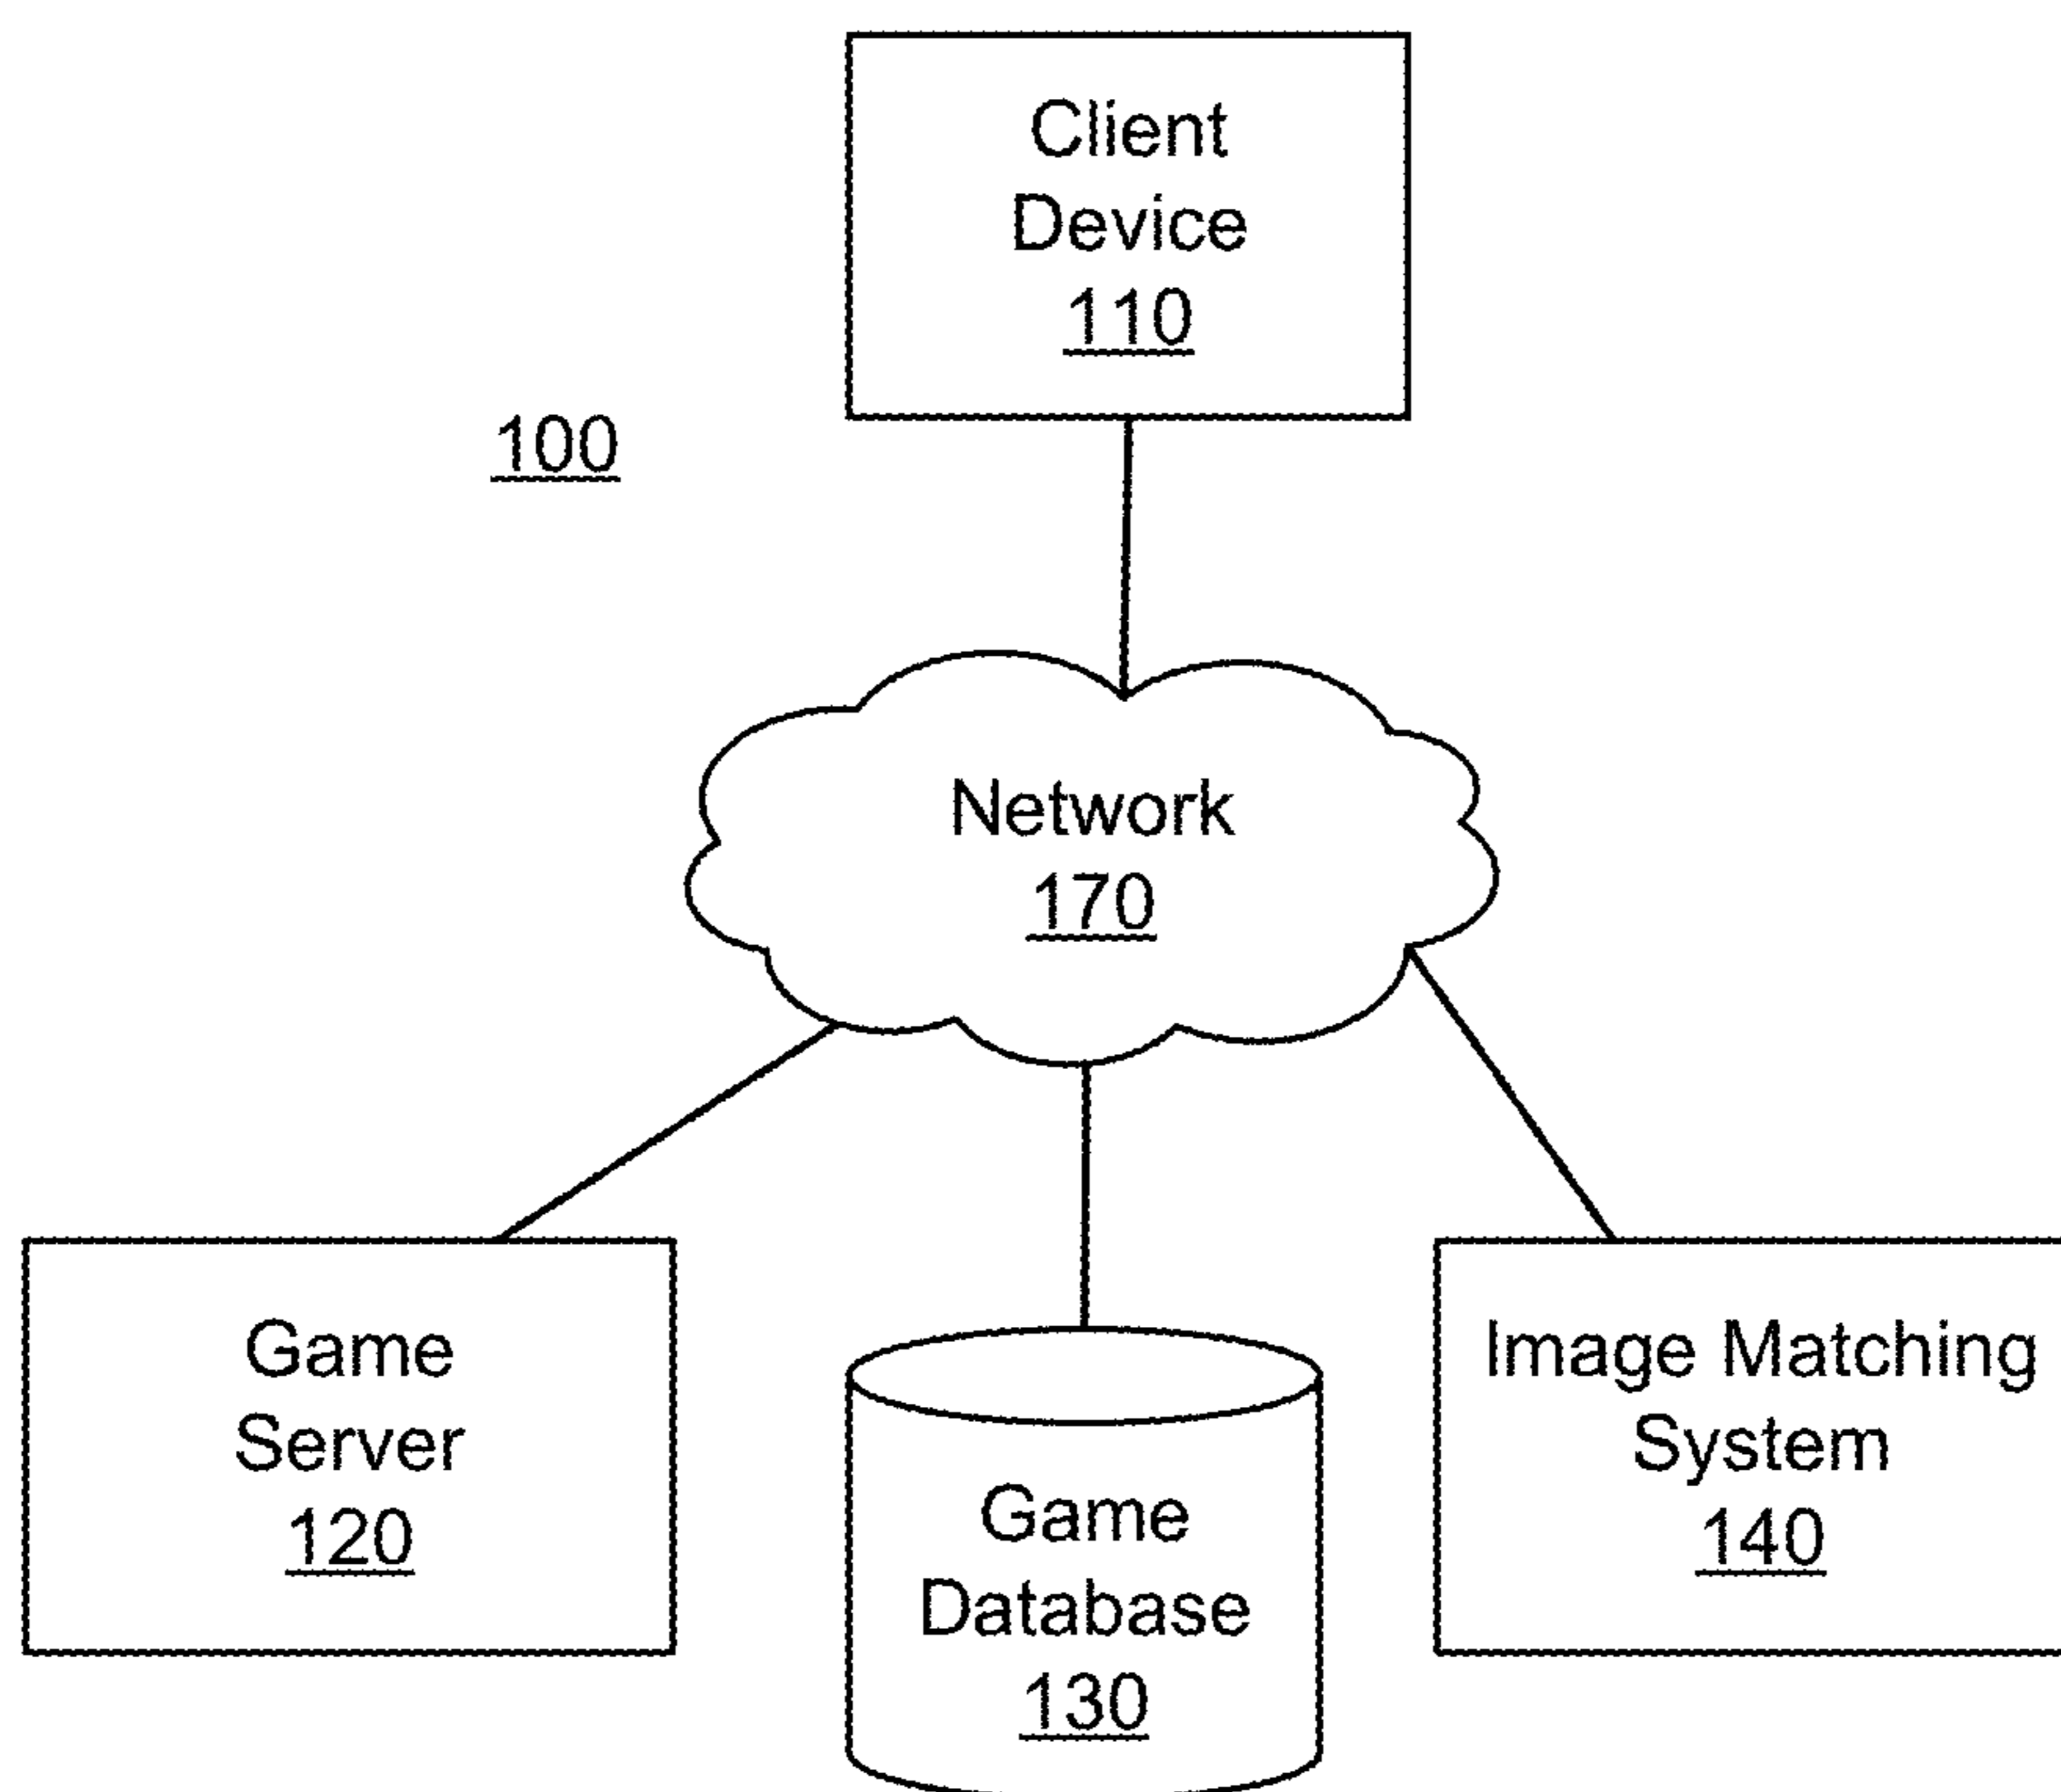 Client
Device
110
100
Network
170
Game
Server
120
Game
Database
130
Image Matching
System
140